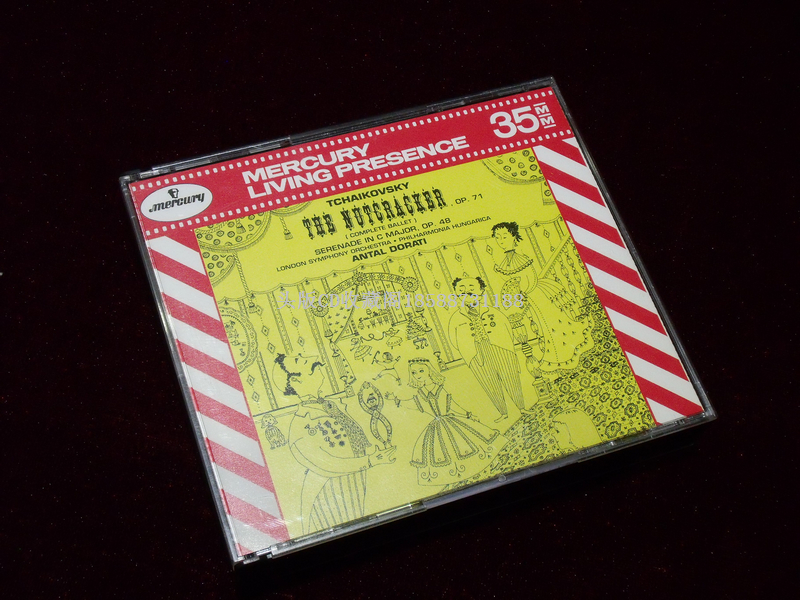 MERCURY
LIVING PRESENCE
35 MM
mercury
TCHAIKOVSKY
THE NUTCRACKER, OP. 71
(COMPLETE BALLET)
SERENADE IN C MAJOR, OP. 48
LONDON SYMPHONY ORCHESTRA • PHILHARMONIA HUNGARICA
ANTAL DORATI